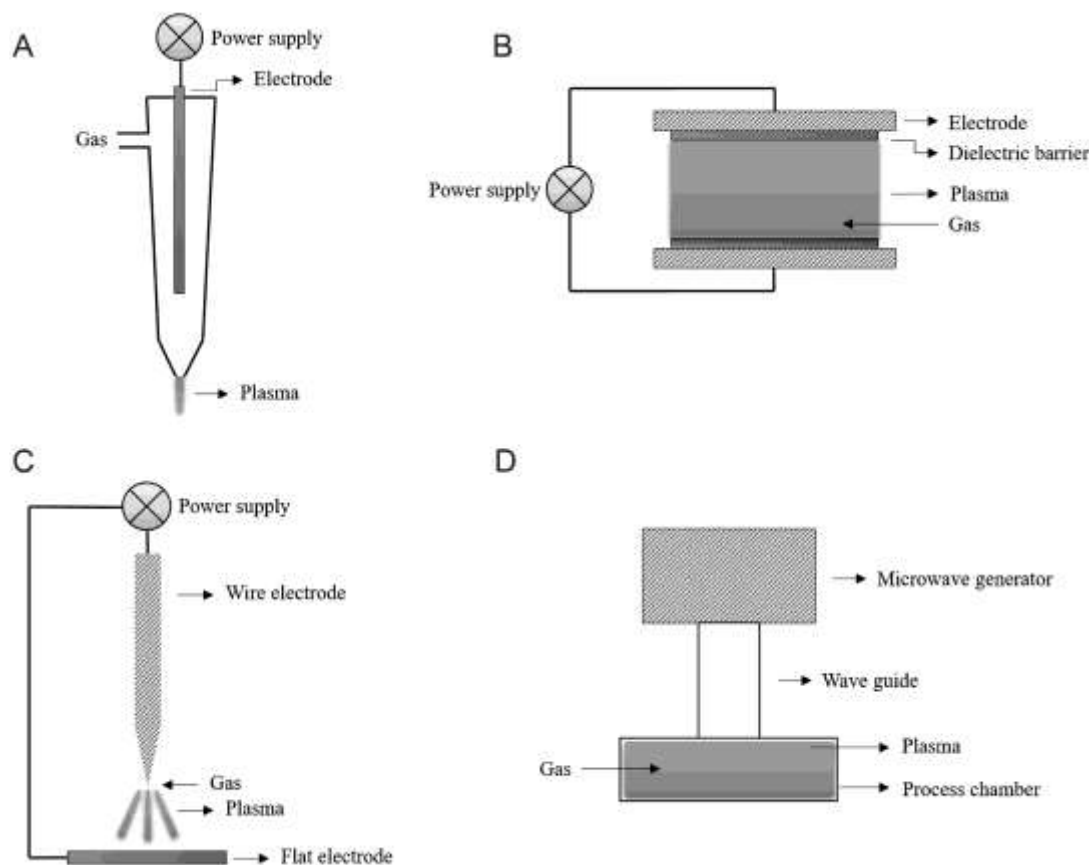 A
Power supply
Electrode
Gas
Plasma
B
Electrode
Dielectric barrier
Power supply
Plasma
Gas
C
Power supply
Wire electrode
Gas
Plasma
Flat electrode
D
Microwave generator
Wave guide
Plasma
Gas
Process chamber